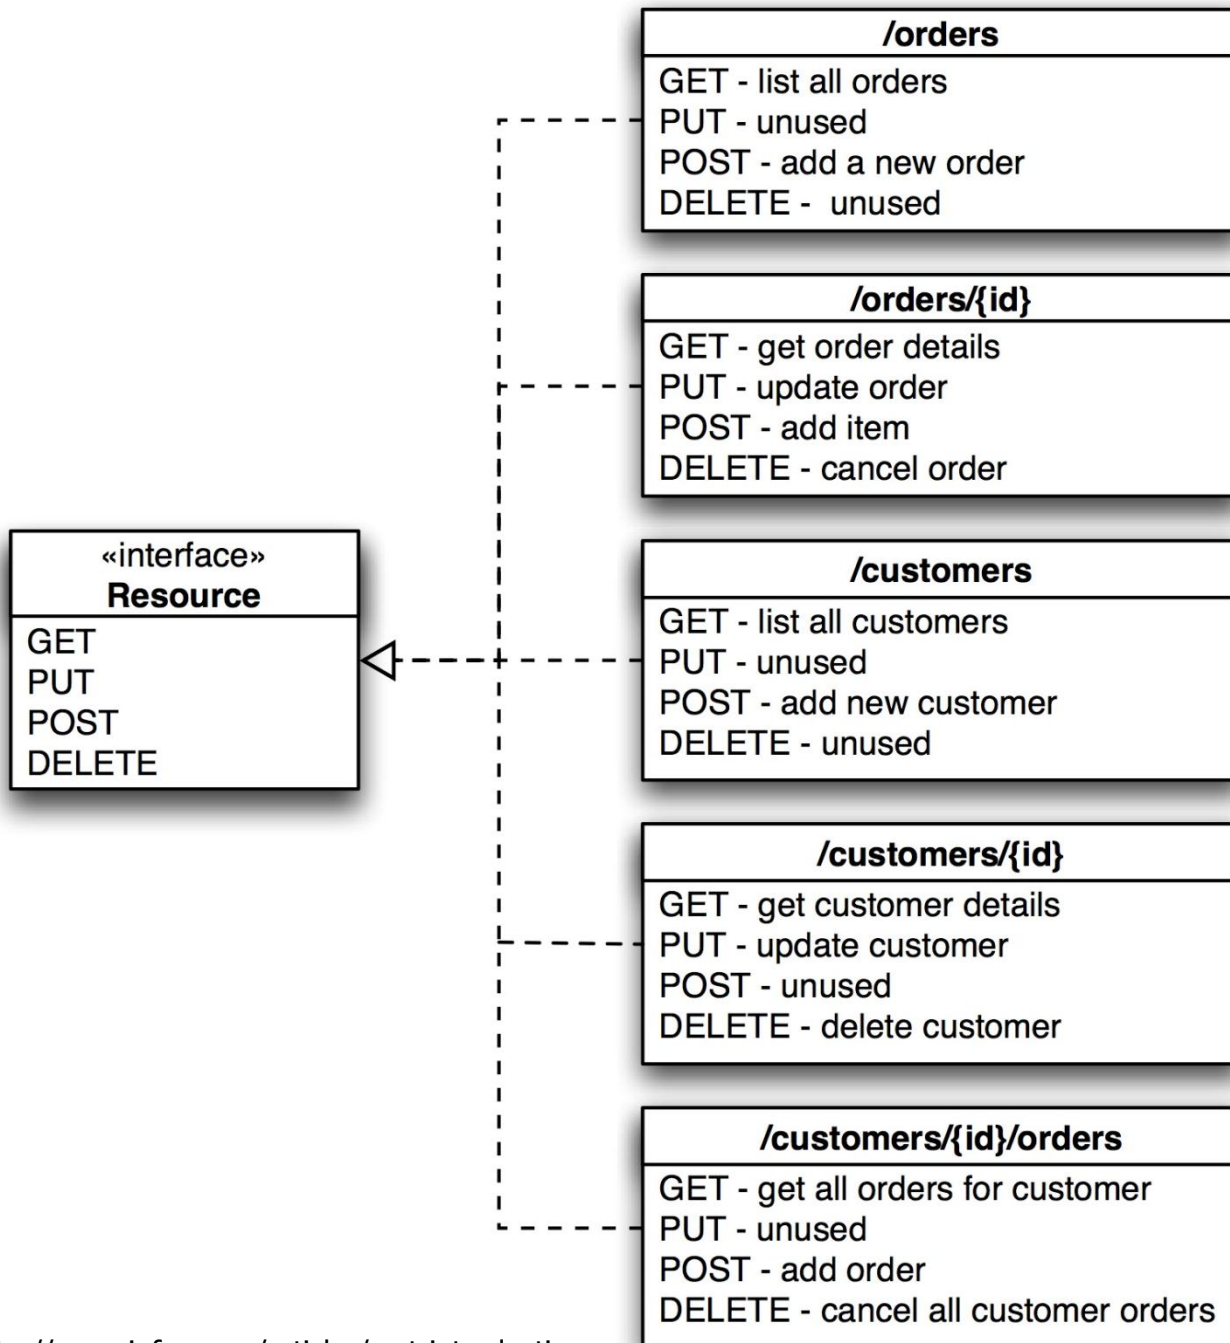 /orders
GET - list all orders
PUT - unused
POST - add a new order
DELETE -  unused
/orders/{id}
GET - get order details
PUT - update order
POST - add item
DELETE - cancel order
«interface»
Resource
GET
PUT
POST
DELETE
/customers
GET - list all customers
PUT - unused
POST - add new customer
DELETE - unused
/customers/{id}
GET - get customer details
PUT - update customer
POST - unused
DELETE - delete customer
/customers/{id}/orders
GET - get all orders for customer
PUT - unused
POST - add order
DELETE - cancel all customer orders